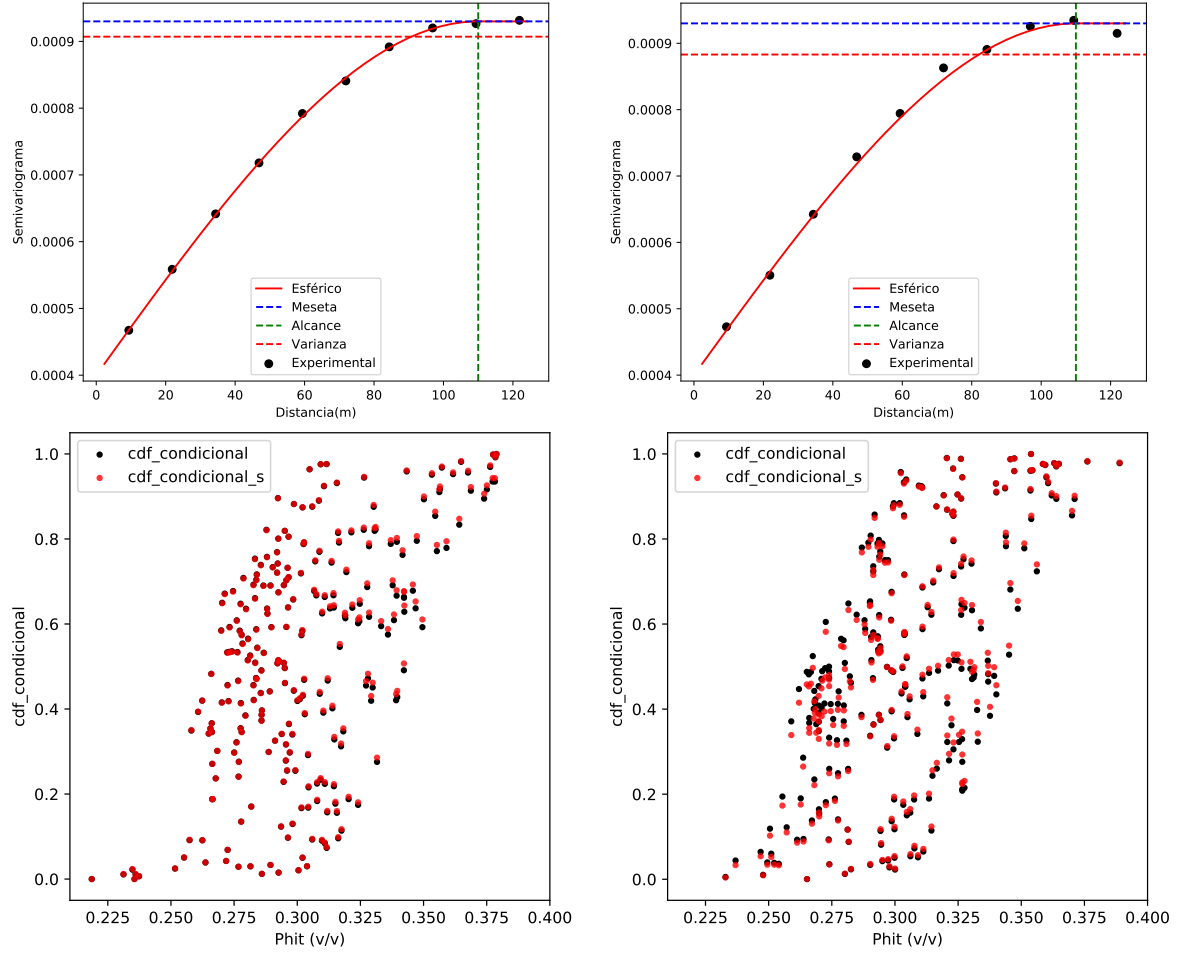 0.0009
0.0008
0.0007
0.0006
0.0005
0.0004
Semivariograma
Esférico
Meseta
Alcance
Varianza
Experimental
0 20 40 60 80 100 120
Distancia(m)
0.0009
0.0008
0.0007
0.0006
0.0005
0.0004
Semivariograma
Esférico
Meseta
Alcance
Varianza
Experimental
0 20 40 60 80 100 120
Distancia(m)
cdf_condicional
cdf_condicional_s
1.0
0.8
0.6
0.4
0.2
0.0
cdf_condicional
0.225 0.250 0.275 0.300 0.325 0.350 0.375 0.400
Phit (v/v)
cdf_condicional
cdf_condicional_s
1.0
0.8
0.6
0.4
0.2
0.0
cdf_condicional
0.225 0.250 0.275 0.300 0.325 0.350 0.375 0.400
Phit (v/v)